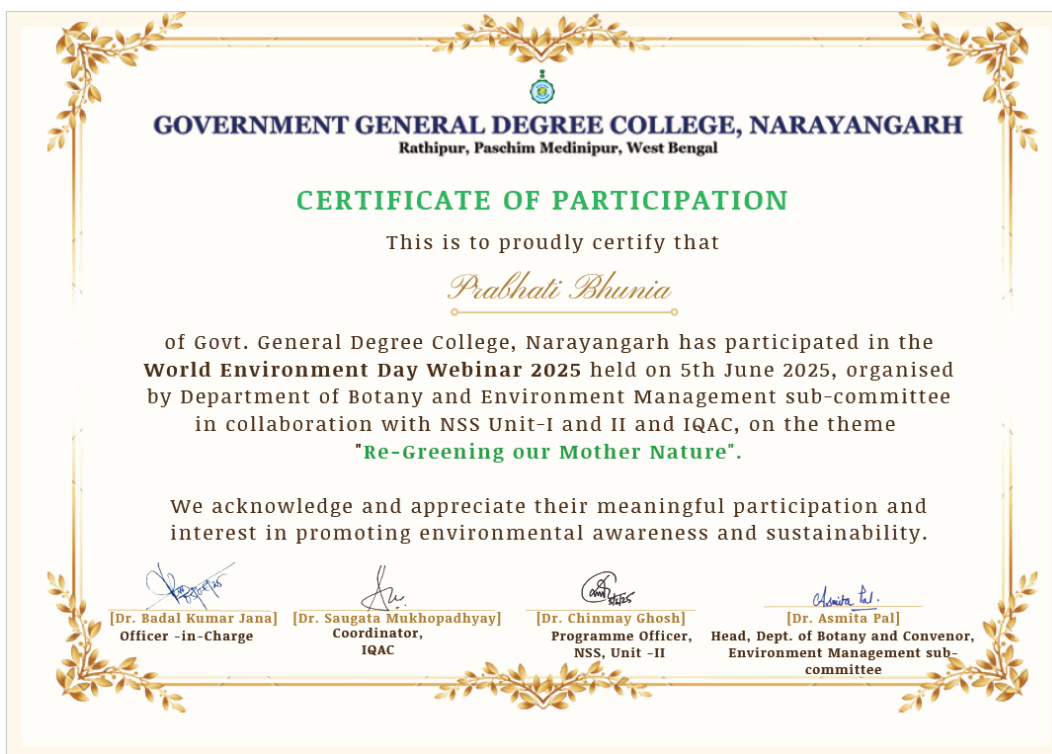 GOVERNMENT GENERAL DEGREE COLLEGE, NARAYANGARH
Rathipur, Paschim Medinipur, West Bengal
CERTIFICATE OF PARTICIPATION
This is to proudly certify that
Prabhati Bhunia
of Govt. General Degree College, Narayangarh has participated in the
World Environment Day Webinar 2025 held on 5th June 2025, organised
by Department of Botany and Environment Management sub-committee
in collaboration with NSS Unit-I and II and IQAC, on the theme
"Re-Greening our Mother Nature".
We acknowledge and appreciate their meaningful participation and
interest in promoting environmental awareness and sustainability.
Asmita Pal.
[Dr. Badal Kumar Jana]
Officer -in-Charge
[Dr. Saugata Mukhopadhyay]
Coordinator,
IQAC
[Dr. Chinmay Ghosh]
Programme Officer,
NSS, Unit -II
[Dr. Asmita Pal]
Head, Dept. of Botany and Convenor,
Environment Management sub-
committee